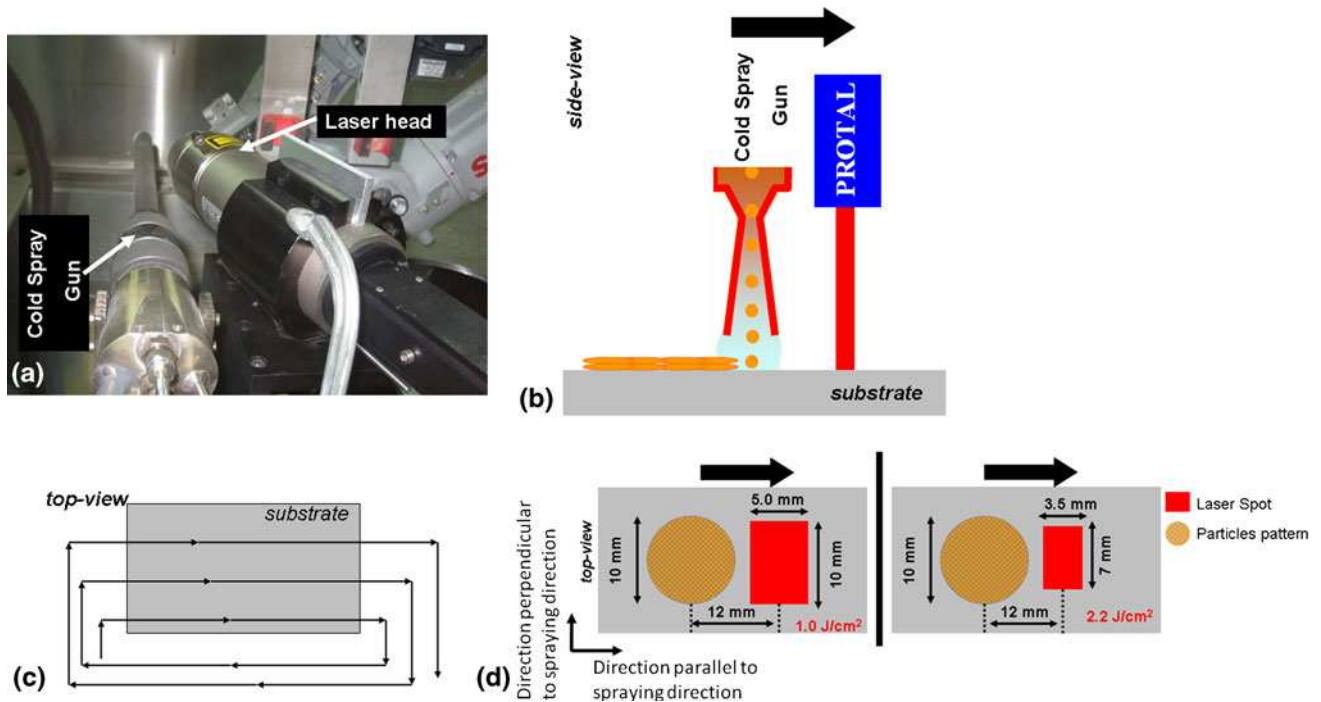 Laser head
Cold Spray
Gun
(a)
side-view
Cold Spray
Gun
PROTAL
substrate
(b)
top-view
substrate
(c)
5.0 mm
10 mm
10 mm
12 mm
1.0 J/cm²
top-view
3.5 mm
10 mm
7 mm
12 mm
2.2 J/cm²
Laser Spot
Particles pattern
Direction perpendicular
to spraying direction
Direction parallel to
spraying direction
(d)